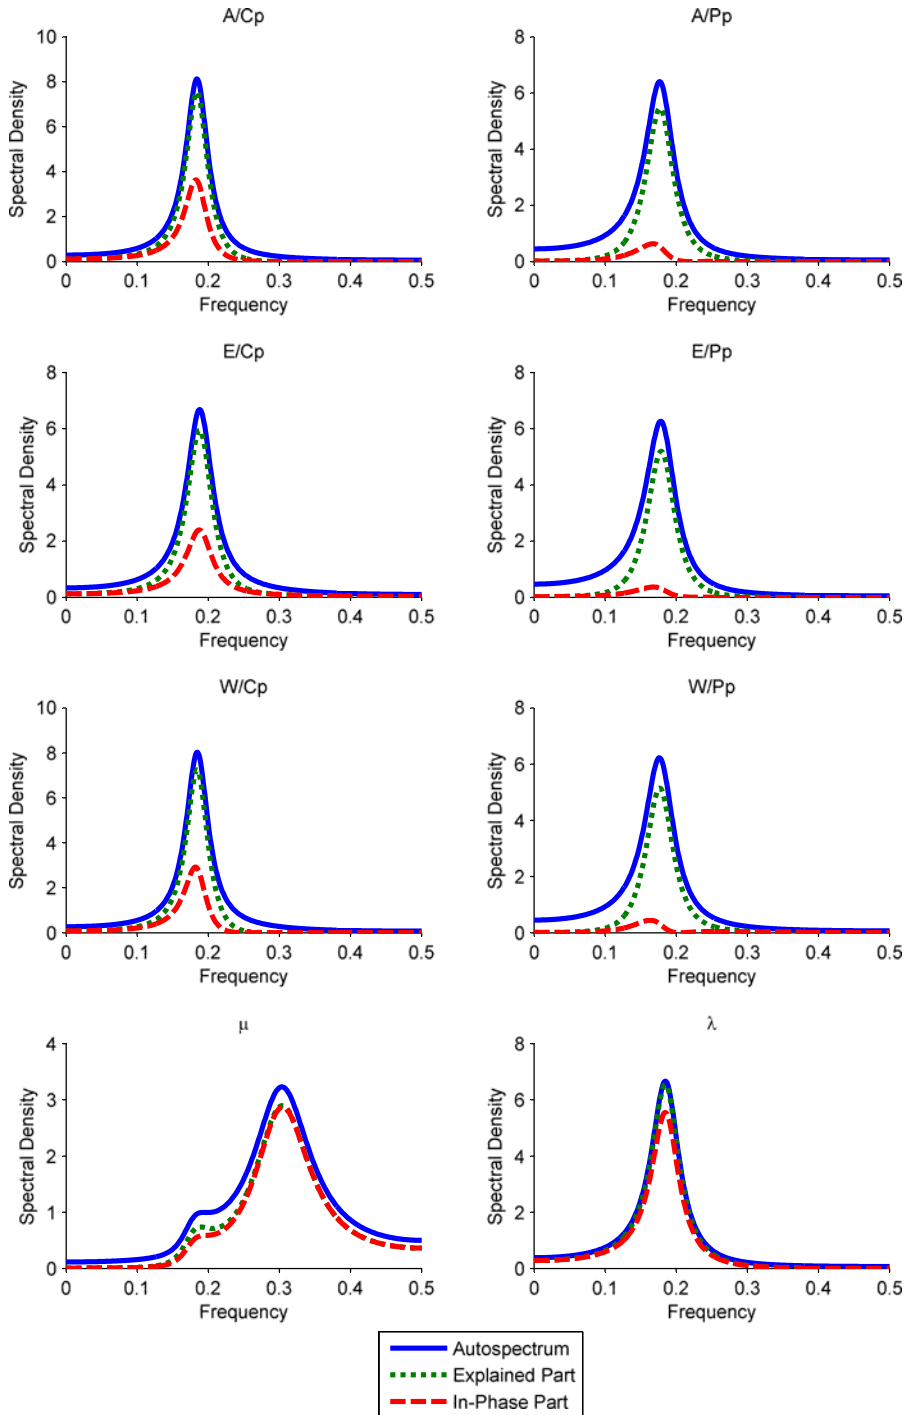 A/Cp
Spectral Density
10
8
6
4
2
0
0 0.1 0.2 0.3 0.4 0.5
Frequency
A/Pp
Spectral Density
8
6
4
2
0
0 0.1 0.2 0.3 0.4 0.5
Frequency
E/Cp
Spectral Density
8
6
4
2
0
0 0.1 0.2 0.3 0.4 0.5
Frequency
E/Pp
Spectral Density
8
6
4
2
0
0 0.1 0.2 0.3 0.4 0.5
Frequency
W/Cp
Spectral Density
10
8
6
4
2
0
0 0.1 0.2 0.3 0.4 0.5
Frequency
W/Pp
Spectral Density
8
6
4
2
0
0 0.1 0.2 0.3 0.4 0.5
Frequency
μ
Spectral Density
4
3
2
1
0
0 0.1 0.2 0.3 0.4 0.5
Frequency
λ
Spectral Density
8
6
4
2
0
0 0.1 0.2 0.3 0.4 0.5
Frequency
Autospectrum
Explained Part
In-Phase Part